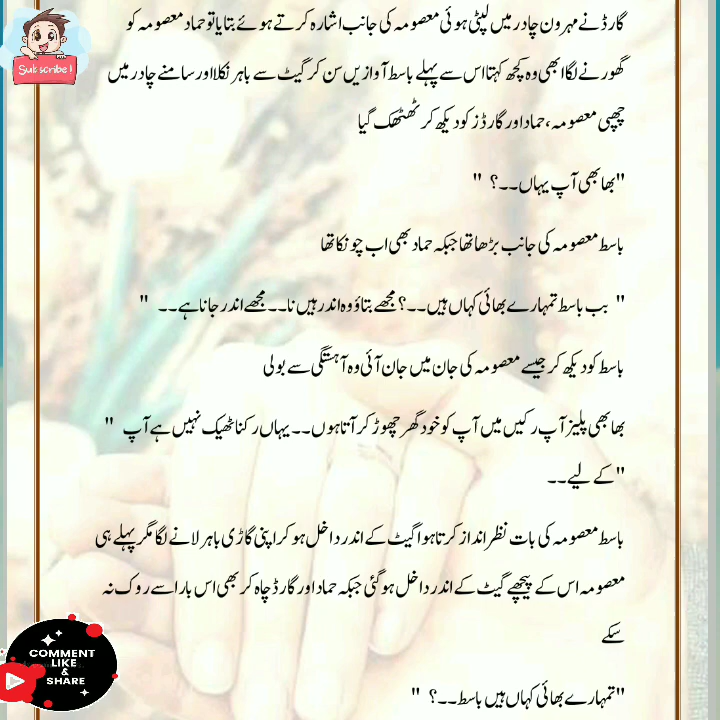 گارڈ نے مہرون چادر میں لپٹی ہوئی معصومہ کی جانب اشارہ کرتے ہوئے بتایا تو حماد معصومہ کو
گھورنے لگا ابھی وہ کچھ کہتا اس سے پہلے باسط آوازیں سن کر گیٹ سے باہر نکلا اور سامنے چادر میں
چھپی معصومہ، حماد اور گارڈز کو دیکھ کر ٹھٹھک گیا
"بھابھی آپ یہاں۔۔؟ "
باسط معصومہ کی جانب بڑھا تھا جبکہ حماد بھی اب چونکا تھا
" بب باسط تمہارے بھائی کہاں ہیں۔۔؟ مجھے بتاؤ وہ اندر ہیں نا۔۔ مجھے اندر جانا ہے۔۔ "
باسط کو دیکھ کر جیسے معصومہ کی جان میں جان آئی وہ آہستگی سے بولی
بھابھی پلیز آپ رکیں میں آپ کو خود گھر چھوڑ کر آتا ہوں۔۔ یہاں رکنا ٹھیک نہیں ہے آپ "
"کے لیے۔۔
باسط معصومہ کی بات نظر انداز کرتا ہوا گیٹ کے اندر داخل ہو کر اپنی گاڑی باہر لانے لگا مگر پہلے ہی
معصومہ اس کے پیچھے گیٹ کے اندر داخل ہو گئی جبکہ حماد اور گارڈ چاہ کر بھی اس بار اسے روک نہ
سکے
"تمہارے بھائی کہاں ہیں باسط۔۔؟ "
Subscribe!
COMMENT
LIKE
&
SHARE